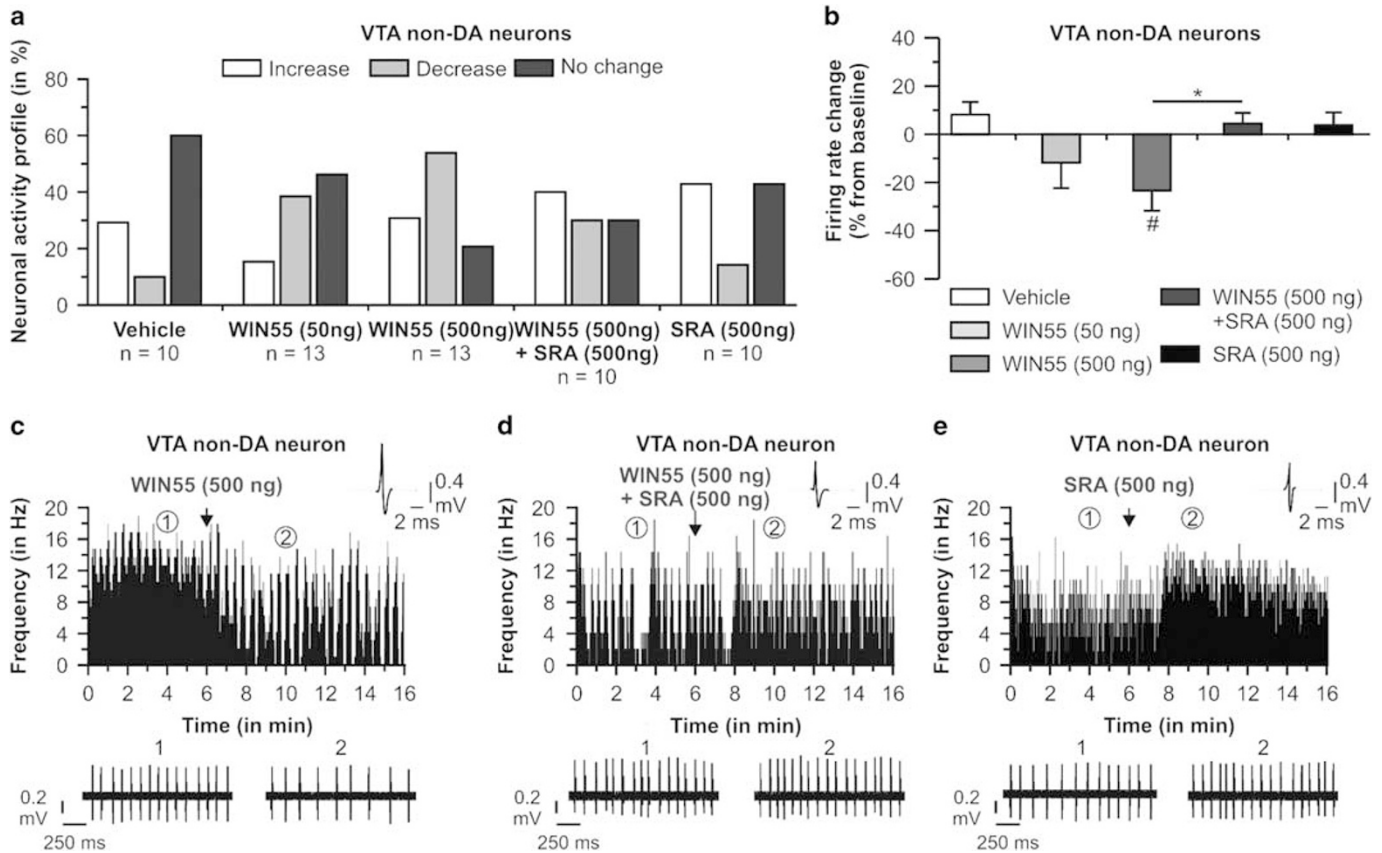 a
VTA non-DA neurons
Increase Decrease No change
Neuronal activity profile (in %)
80
60
40
20
0
Vehicle
n = 10
WIN55 (50ng)
n = 13
WIN55 (500ng)
n = 13
WIN55 (500ng)
+ SRA (500ng)
n = 10
SRA (500ng)
n = 10
b
VTA non-DA neurons
Firing rate change
(% from baseline)
40
20
0
-20
-40
-60
*
#
Vehicle
WIN55 (50 ng)
WIN55 (500 ng)
WIN55 (500 ng)
+SRA (500 ng)
SRA (500 ng)
c
VTA non-DA neuron
WIN55 (500 ng)
0.4
mV
2 ms
1 2
Frequency (in Hz)
20
16
12
8
4
0
0 2 4 6 8 10 12 14 16
Time (in min)
1 2
0.2
mV
250 ms
d
VTA non-DA neuron
WIN55 (500 ng)
+ SRA (500 ng)
0.4
mV
2 ms
1 2
Frequency (in Hz)
20
16
12
8
4
0
0 2 4 6 8 10 12 14 16
Time (in min)
1 2
0.2
mV
250 ms
e
VTA non-DA neuron
SRA (500 ng)
0.4
mV
2 ms
1 2
Frequency (in Hz)
20
16
12
8
4
0
0 2 4 6 8 10 12 14 16
Time (in min)
1 2
0.2
mV
250 ms